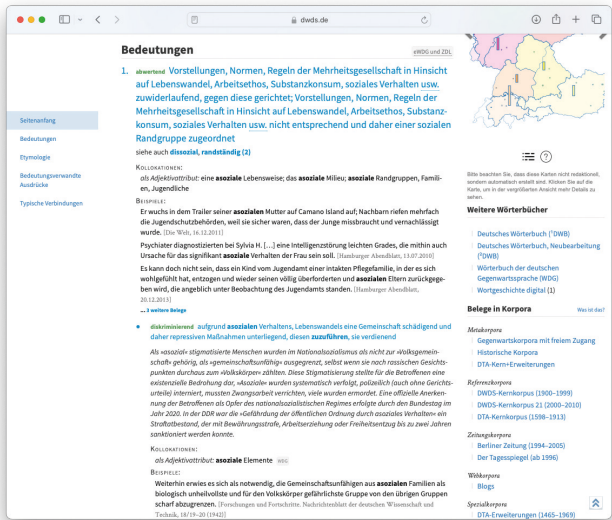 dwds.de
Bedeutungen
eWDG und ZDL
1. abwertend Vorstellungen, Normen, Regeln der Mehrheitsgesellschaft in Hinsicht
auf Lebenswandel, Arbeitsethos, Substanzkonsum, soziales Verhalten usw.
zuwiderlaufend, gegen diese gerichtet; Vorstellungen, Normen, Regeln der
Mehrheitsgesellschaft in Hinsicht auf Lebenswandel, Arbeitsethos, Substanz-
konsum, soziales Verhalten usw. nicht entsprechend und daher einer sozialen
Randgruppe zugeordnet
siehe auch dissozial, randständig (2)
KOLLOKATIONEN:
als Adjektivattribut: eine asoziale Lebensweise; das asoziale Milieu; asoziale Randgruppen, Famili-
en, Jugendliche
BEISPIELE:
Er wuchs in dem Trailer seiner asozialen Mutter auf Camano Island auf; Nachbarn riefen mehrfach
die Jugendschutzbehörden, weil sie sicher waren, dass der Junge missbraucht und vernachlässigt
wurde. [Die Welt, 16.12.2011]
Psychiater diagnostizierten bei Sylvia H. […] eine Intelligenzstörung leichten Grades, die mithin auch
Ursache für das signifikant asoziale Verhalten der Frau sein soll. [Hamburger Abendblatt, 13.07.2010]
Es kann doch nicht sein, dass ein Kind vom Jugendamt einer intakten Pflegefamilie, in der es sich
wohlgefühlt hat, entzogen und wieder seinen völlig überforderten und asozialen Eltern zurückgege-
ben wird, die angeblich unter Beobachtung des Jugendamts standen. [Hamburger Abendblatt,
20.12.2013]
... 3 weitere Belege
• diskriminierend aufgrund asozialen Verhaltens, Lebenswandels eine Gemeinschaft schädigend und
daher repressiven Maßnahmen unterliegend, diesen zuzuführen, sie verdienend
Als »asozial« stigmatisierte Menschen wurden im Nationalsozialismus als nicht zur »Volksgemein-
schaft« gehörig, als »gemeinschaftsunfähig« ausgegrenzt, selbst wenn sie nach rassischen Gesichts-
punkten durchaus zum »Volkskörper« zählten. Diese Stigmatisierung stellte für die Betroffenen eine
existenzielle Bedrohung dar, »Asoziale« wurden systematisch verfolgt, polizeilich (auch ohne Gerichts-
urteile) interniert, mussten Zwangsarbeit verrichten, viele wurden ermordet. Eine offizielle Anerken-
nung der Betroffenen als Opfer des nationalsozialistischen Regimes erfolgte durch den Bundestag im
Jahr 2020. In der DDR war die »Gefährdung der öffentlichen Ordnung durch asoziales Verhalten« ein
Straftatbestand, der mit Bewährungsstrafe, Arbeitserziehung oder Freiheitsentzug bis zu zwei Jahren
sanktioniert werden konnte.
KOLLOKATIONEN:
als Adjektivattribut: asoziale Elemente WDG
BEISPIELE:
Weiterhin erwies es sich als notwendig, die Gemeinschaftsunfähigen aus asozialen Familien als
biologisch unheilvollste und für den Volkskörper gefährlichste Gruppe von den übrigen Gruppen
scharf abzugrenzen. [Forschungen und Fortschritte. Nachrichtenblatt der deutschen Wissenschaft und
Technik, 18/19–20 (1942)]
Seitenanfang
Bedeutungen
Etymologie
Bedeutungsverwandte
Ausdrücke
Typische Verbindungen
Bitte beachten Sie, dass diese Karten nicht redaktionell,
sondern automatisch erstellt sind. Klicken Sie auf die
Karte, um in der vergrößerten Ansicht mehr Details zu
sehen.
Weitere Wörterbücher
Deutsches Wörterbuch (¹DWB)
Deutsches Wörterbuch, Neubearbeitung
(²DWB)
Wörterbuch der deutschen
Gegenwartssprache (WDG)
Wortgeschichte digital (1)
Belege in Korpora
Was ist das?
Metakorpora
Gegenwartskorpora mit freiem Zugang
Historische Korpora
DTA-Kern+Erweiterungen
Referenzkorpora
DWDS-Kernkorpus (1900–1999)
DWDS-Kernkorpus 21 (2000–2010)
DTA-Kernkorpus (1598–1913)
Zeitungskorpora
Berliner Zeitung (1994–2005)
Der Tagesspiegel (ab 1996)
Webkorpora
Blogs
Spezialkorpora
DTA-Erweiterungen (1465–1969)